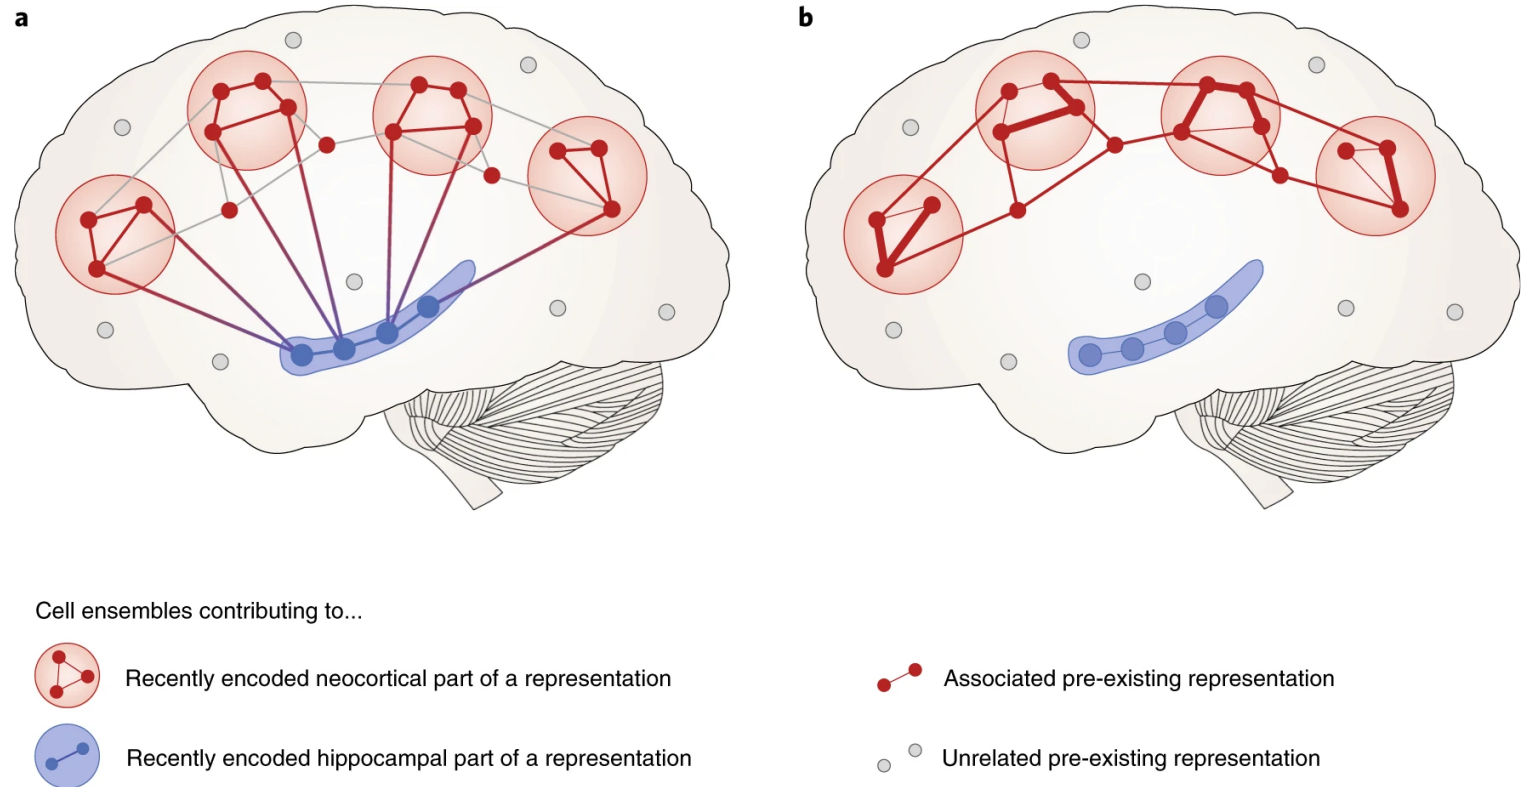 a
b
Cell ensembles contributing to...
Recently encoded neocortical part of a representation
Associated pre-existing representation
Recently encoded hippocampal part of a representation
Unrelated pre-existing representation